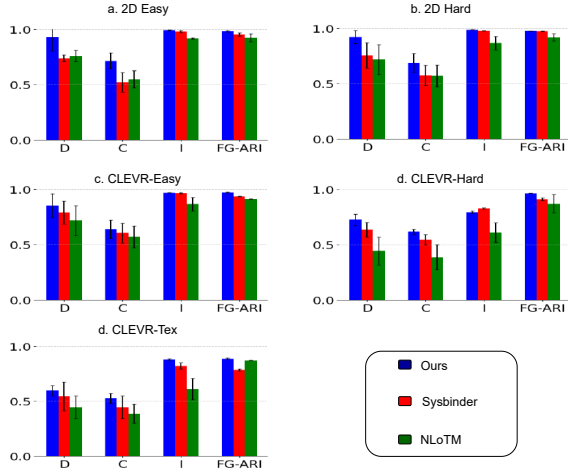 a. 2D Easy
1.0
0.5
0.0
D C I FG-ARI
b. 2D Hard
1.0
0.5
0.0
D C I FG-ARI
c. CLEVR-Easy
1.0
0.5
0.0
D C I FG-ARI
d. CLEVR-Hard
1.0
0.5
0.0
D C I FG-ARI
d. CLEVR-Tex
1.0
0.5
0.0
D C I FG-ARI
Ours
Sysbinder
NLoTM